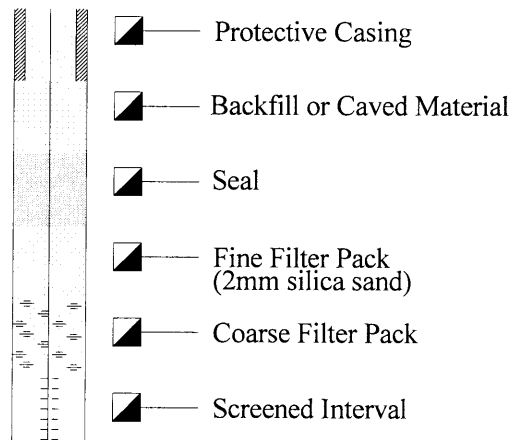 Protective Casing
Backfill or Caved Material
Seal
Fine Filter Pack
(2mm silica sand)
Coarse Filter Pack
Screened Interval